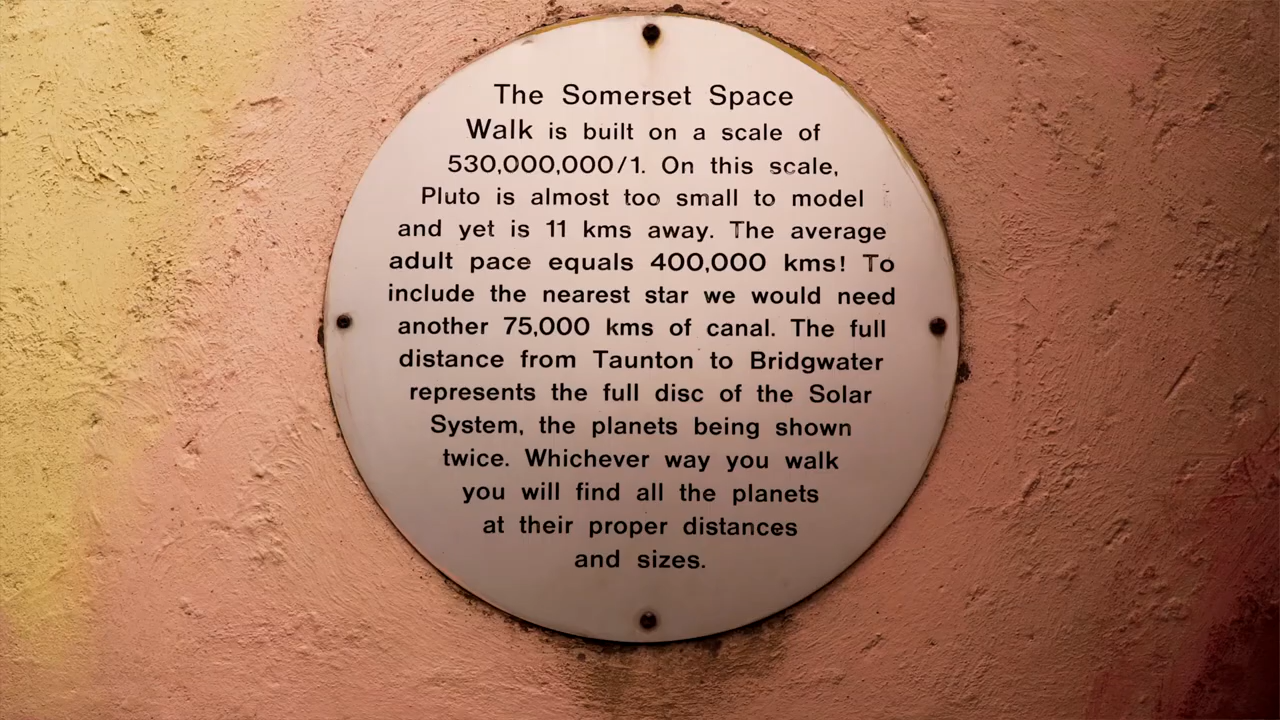 The Somerset Space
Walk is built on a scale of
530,000,000/1. On this scale,
Pluto is almost too small to model
and yet is 11 kms away. The average
adult pace equals 400,000 kms! To
include the nearest star we would need
another 75,000 kms of canal. The full
distance from Taunton to Bridgwater
represents the full disc of the Solar
System, the planets being shown
twice. Whichever way you walk
you will find all the planets
at their proper distances
and sizes.